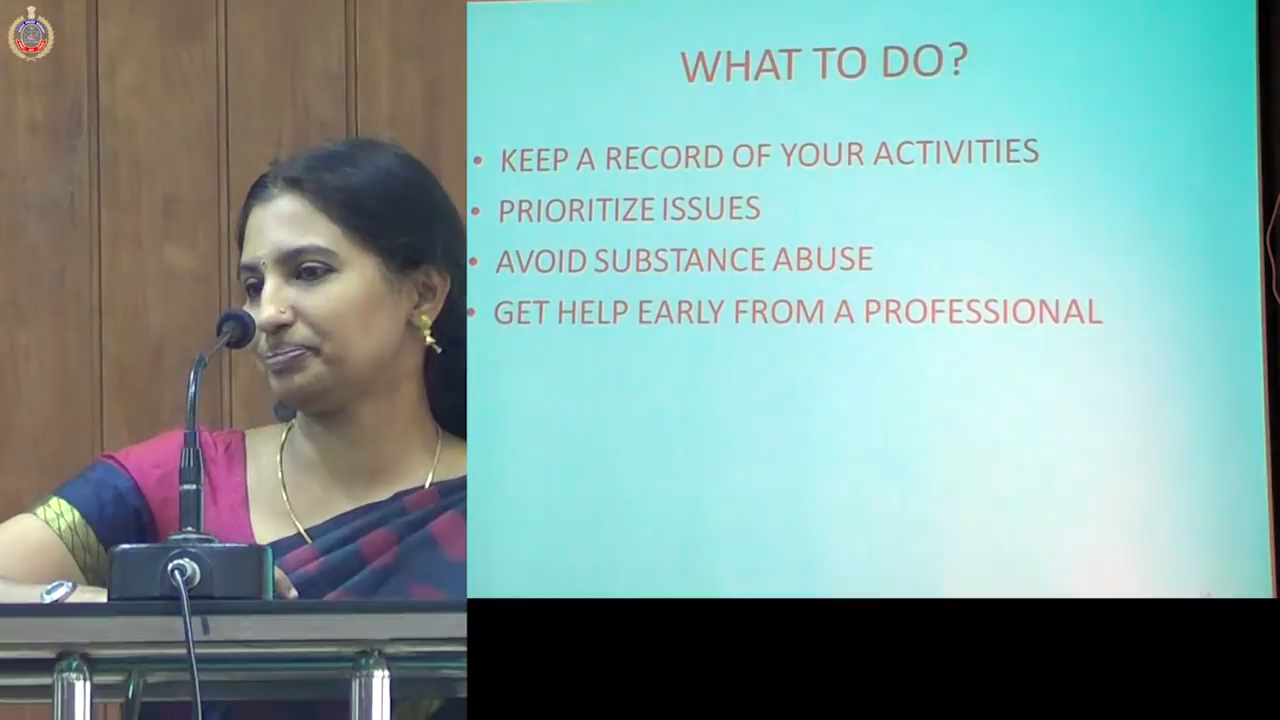 WHAT TO DO?
• KEEP A RECORD OF YOUR ACTIVITIES
• PRIORITIZE ISSUES
• AVOID SUBSTANCE ABUSE
• GET HELP EARLY FROM A PROFESSIONAL